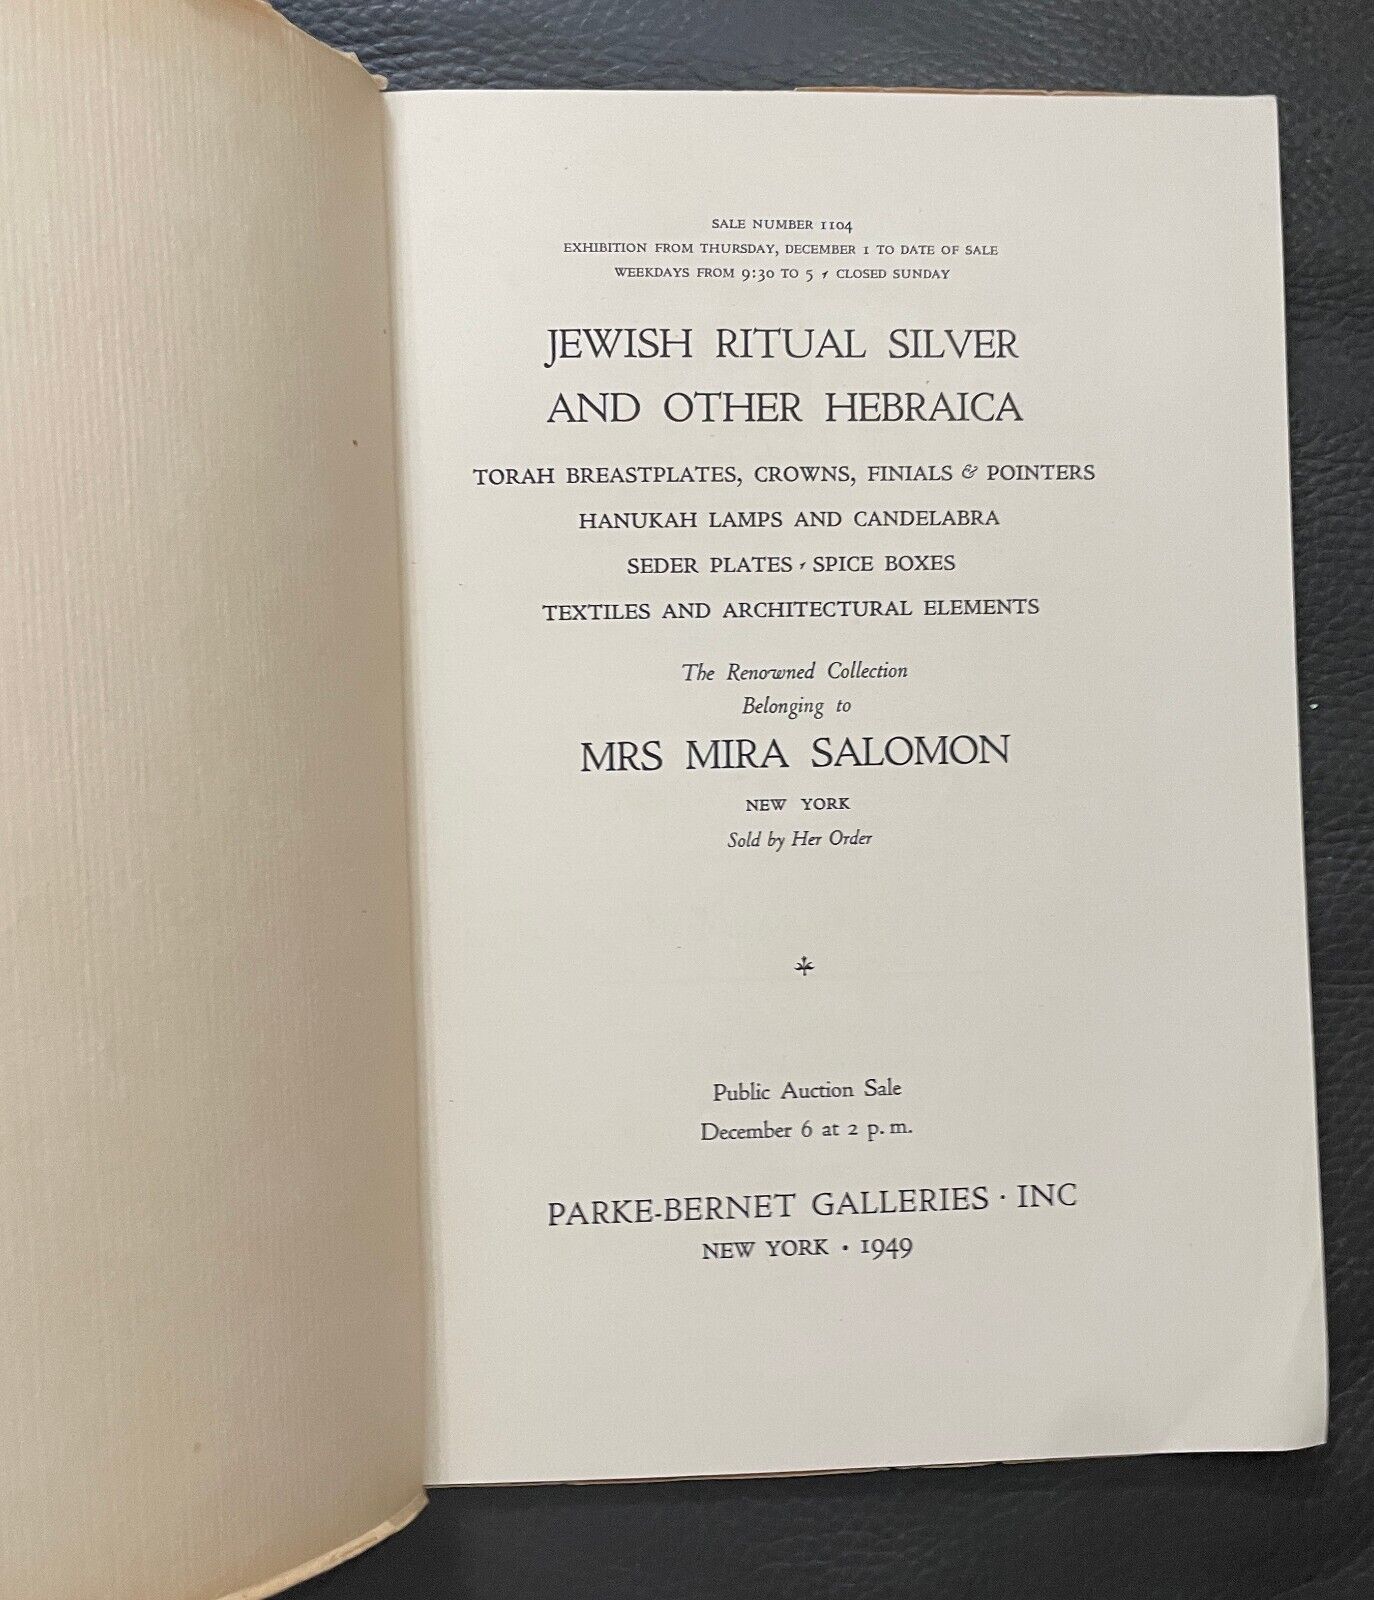 SALE NUMBER 1104
EXHIBITION FROM THURSDAY, DECEMBER 1 TO DATE OF SALE
WEEKDAYS FROM 9:30 TO 5 · CLOSED SUNDAY
JEWISH RITUAL SILVER
AND OTHER HEBRAICA
TORAH BREASTPLATES, CROWNS, FINIALS & POINTERS
HANUKAH LAMPS AND CANDELABRA
SEDER PLATES · SPICE BOXES
TEXTILES AND ARCHITECTURAL ELEMENTS
The Renowned Collection
Belonging to
MRS MIRA SALOMON
NEW YORK
Sold by Her Order
Public Auction Sale
December 6 at 2 p. m.
PARKE-BERNET GALLERIES · INC
NEW YORK · 1949